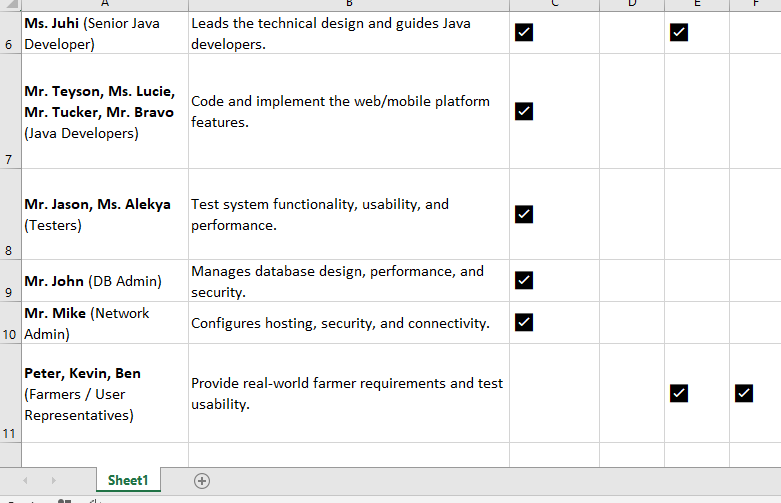 A B C D E F
Ms. Juhi (Senior Java
Developer)
Leads the technical design and guides Java
developers.
6
Mr. Teyson, Ms. Lucie,
Mr. Tucker, Mr. Bravo
(Java Developers)
Code and implement the web/mobile platform
features.
7
Mr. Jason, Ms. Alekya
(Testers)
Test system functionality, usability, and
performance.
8
Mr. John (DB Admin)
Manages database design, performance, and
security.
9
Mr. Mike (Network
Admin)
Configures hosting, security, and connectivity.
10
Peter, Kevin, Ben
(Farmers / User
Representatives)
Provide real-world farmer requirements and test
usability.
11
Sheet1